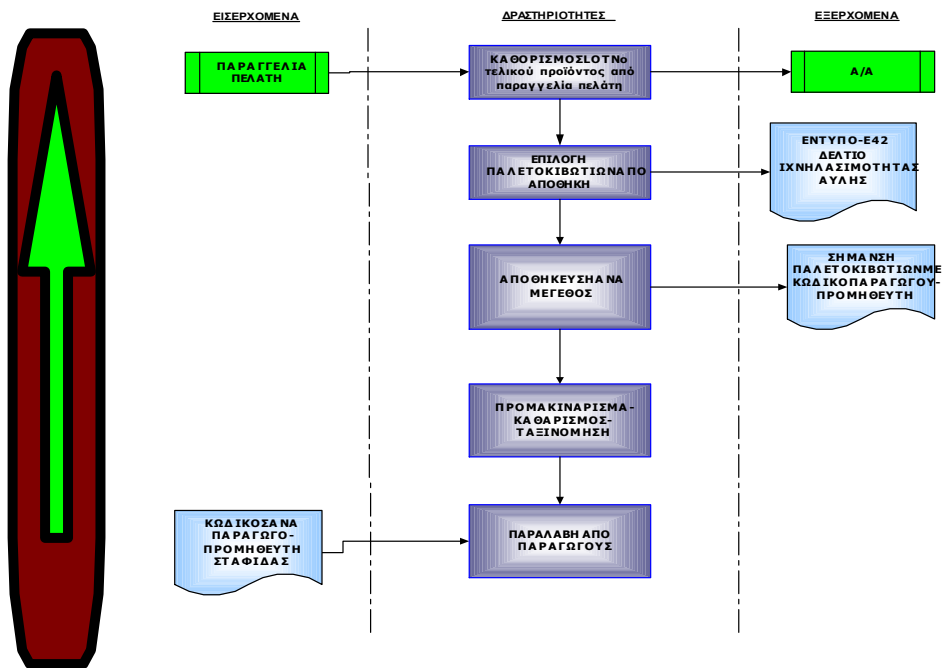 ΕΙΣΕΡΧΟΜΕΝΑ
ΔΡΑΣΤΗΡΙΟΤΗΤΕΣ
ΕΞΕΡΧΟΜΕΝΑ
ΠΑΡΑΓΓΕΛΙΑ
ΠΕΛΑΤΗ
ΚΑΘΟΡΙΣΜΟΣ LOT No
τελικού προϊόντος από
παραγγελία πελάτη
Α/Α
ΕΠΙΛΟΓΗ
ΠΑΛΕΤΟΚΙΒΩΤΙΩΝ ΑΠΟ
ΑΠΟΘΗΚΗ
ΕΝΤΥΠΟ-Ε42
ΔΕΛΤΙΟ
ΙΧΝΗΛΑΣΙΜΟΤΗΤΑΣ
ΑΥΛΗΣ
ΑΠΟΘΗΚΕΥΣΗ ΑΝΑ
ΜΕΓΕΘΟΣ
ΣΗΜΑΝΣΗ
ΠΑΛΕΤΟΚΙΒΩΤΙΩΝ ΜΕ
ΚΩΔΙΚΟ ΠΑΡΑΓΩΓΟΥ-
ΠΡΟΜΗΘΕΥΤΗ
ΠΡΟΜΑΚΙΝΑΡΙΣΜΑ-
ΚΑΘΑΡΙΣΜΟΣ-
ΤΑΞΙΝΟΜΗΣΗ
ΚΩΔΙΚΟΣ ΑΝΑ
ΠΑΡΑΓΩΓΟ-
ΠΡΟΜΗΘΕΥΤΗ
ΣΤΑΦΙΔΑΣ
ΠΑΡΑΛΑΒΗ ΑΠΟ
ΠΑΡΑΓΩΓΟΥΣ